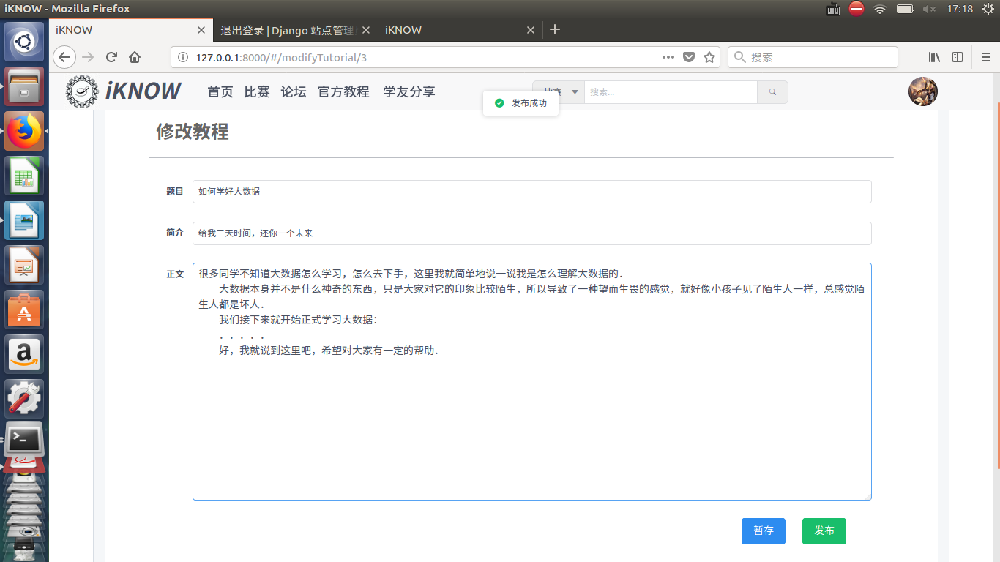 iKNOW - Mozilla Firefox
17:18
iKNOW
退出登录 | Django 站点管理
iKNOW
127.0.0.1:8000/#/modifyTutorial/3
搜索
iKNOW
首页 比赛 论坛 官方教程 学友分享
搜索...
发布成功
修改教程
题目
如何学好大数据
简介
给我三天时间，还你一个未来
正文
很多同学不知道大数据怎么学习，怎么去下手，这里我就简单地说一说我是怎么理解大数据的．
大数据本身并不是什么神奇的东西，只是大家对它的印象比较陌生，所以导致了一种望而生畏的感觉，就好像小孩子见了陌生人一样，总感觉陌
生人都是坏人．
我们接下来就开始正式学习大数据：
．．．．．
好，我就说到这里吧，希望对大家有一定的帮助．
暂存
发布